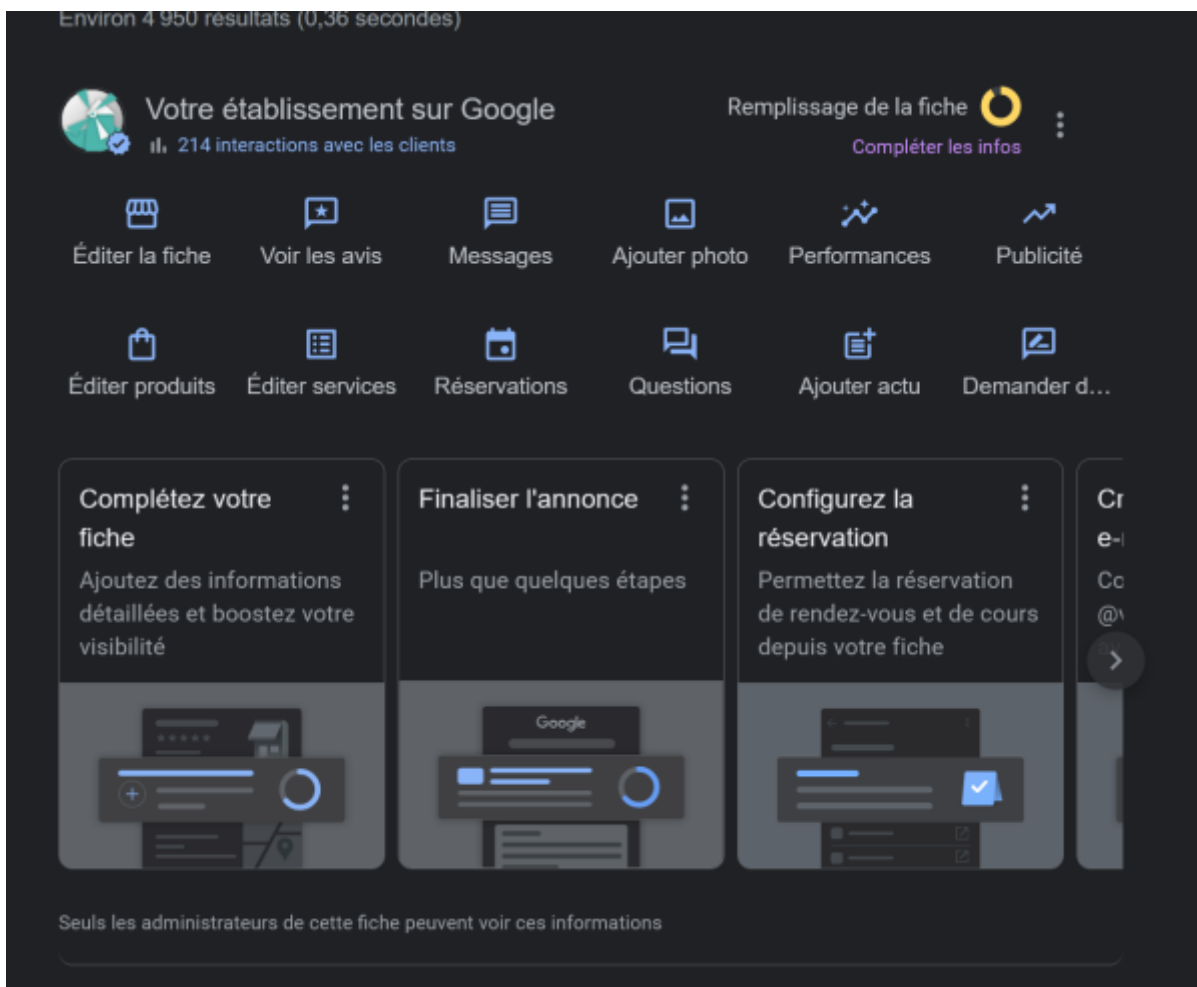 Environ 4 950 résultats (0,36 secondes)
Votre établissement sur Google
214 interactions avec les clients
Remplissage de la fiche
Compléter les infos
Éditer la fiche
Voir les avis
Messages
Ajouter photo
Performances
Publicité
Éditer produits
Éditer services
Réservations
Questions
Ajouter actu
Demander d...
Complétez votre
fiche
Ajoutez des informations
détaillées et boostez votre
visibilité
Finaliser l'annonce
Plus que quelques étapes
Configurez la
réservation
Permettez la réservation
de rendez-vous et de cours
depuis votre fiche
Google
Seuls les administrateurs de cette fiche peuvent voir ces informations